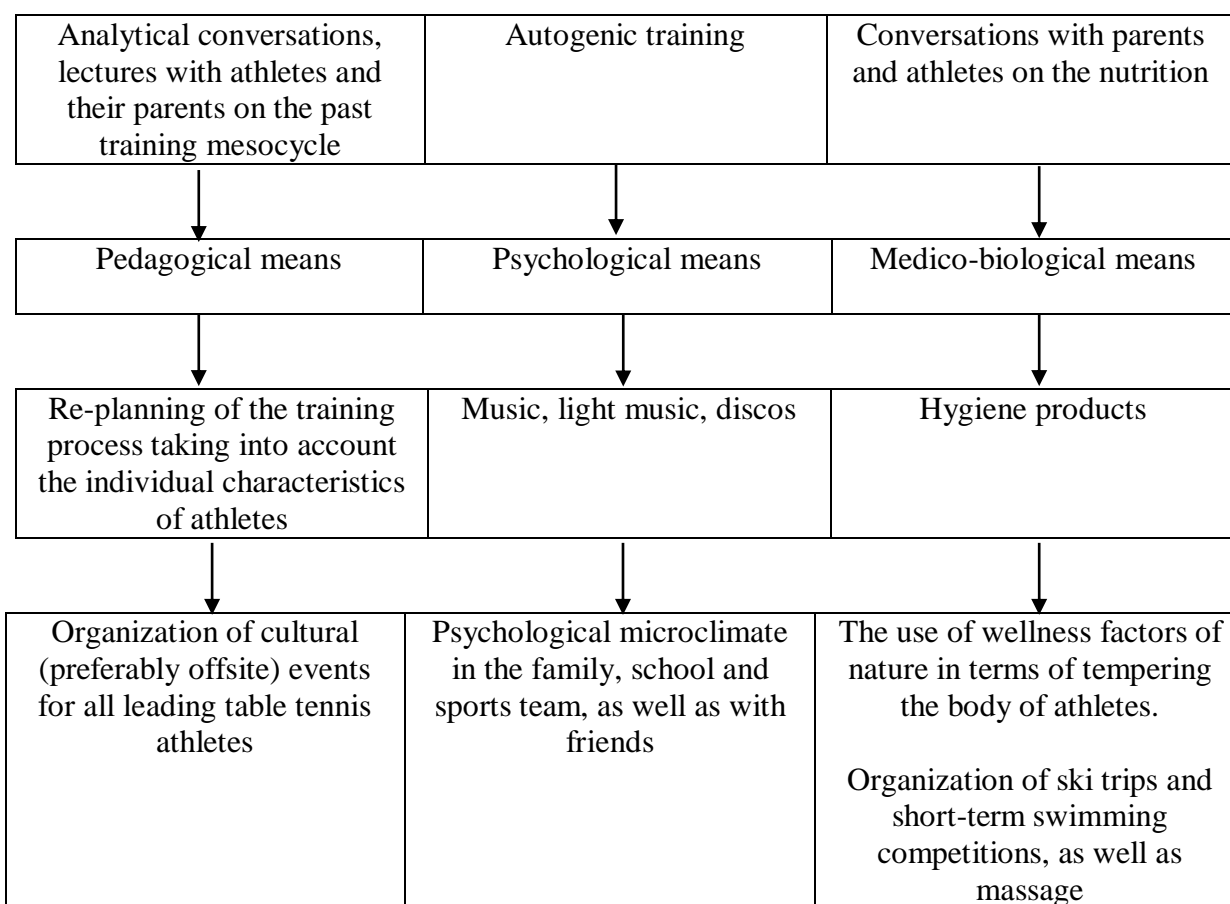 Analytical conversations,
lectures with athletes and
their parents on the past
training mesocycle
Autogenic training
Conversations with parents
and athletes on the nutrition
Pedagogical means
Psychological means
Medico-biological means
Re-planning of the training
process taking into account
the individual characteristics
of athletes
Music, light music, discos
Hygiene products
Organization of cultural
(preferably offsite) events
for all leading table tennis
athletes
Psychological microclimate
in the family, school and
sports team, as well as with
friends
The use of wellness factors of
nature in terms of tempering
the body of athletes.
Organization of ski trips and
short-term swimming
competitions, as well as
massage